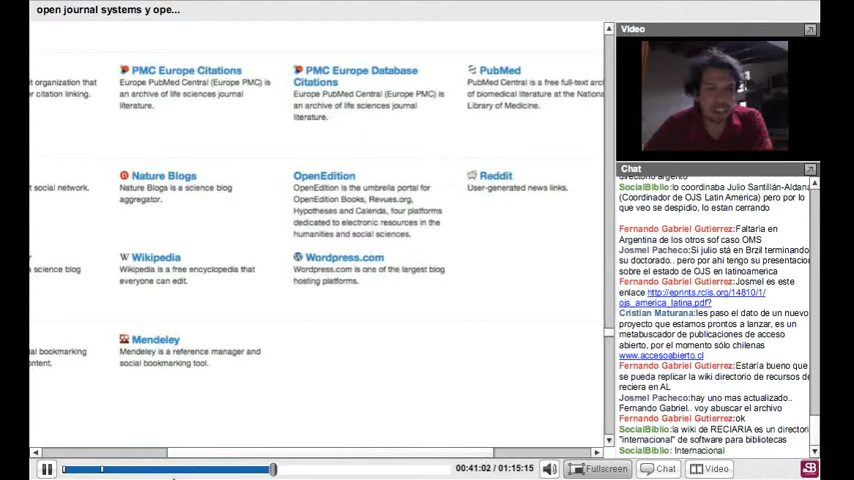 open journal systems y ope...
PMC Europe Citations
Europe PubMed Central (Europe PMC) is
an archive of life sciences journal
literature.
PMC Europe Database
Citations
Europe PubMed Central (Europe PMC) is
an archive of life sciences journal
literature.
PubMed
PubMed Central is a free full-text arc
of biomedical literature at the National
Library of Medicine.
it organization that
er citation linking.
Nature Blogs
Nature Blogs is a science blog
aggregator.
OpenEdition
OpenEdition is the umbrella portal for
OpenEdition Books, Revues.org,
Hypotheses and Calenda, four platforms
dedicated to electronic resources in the
humanities and social sciences.
Reddit
User-generated news links.
t social network.
Wikipedia
Wikipedia is a free encyclopedia that
everyone can edit.
Wordpress.com
Wordpress.com is one of the largest blog
hosting platforms.
a science blog
Mendeley
Mendeley is a reference manager and
social bookmarking tool.
ial bookmarking
ntent.
Video
Chat
directorio argento
SocialBiblio:lo coordinaba Julio Santillán-Aldana
(Coordinador de OJS Latin America) pero por lo
que veo se despidio, lo estan cerrando
Fernando Gabriel Gutierrez:Faltaria en
Argentina de los otros sof caso OMS
Josmel Pacheco:Si julio stá en Brzil terminando
su doctorado.. pero por ahi tengo su presentacion
sobre el estado de OJS en latinoamerica
Fernando Gabriel Gutierrez:Josmel es este
enlace http://eprints.rclis.org/14810/1/
ojs_america_latina.pdf?
Cristian Maturana:les paso el dato de un nuevo
proyecto que estamos prontos a lanzar, es un
metabuscador de publicaciones de acceso
abierto, por el momento sólo chilenas
www.accesoabierto.cl
Fernando Gabriel Gutierrez:Estaría bueno que
se pueda replicar la wiki directorio de recursos de
reciera en AL
Josmel Pacheco:hay uno mas actualizado..
Fernando Gabriel.. voy abuscar el archivo
Fernando Gabriel Gutierrez:ok
SocialBiblio:la wiki de RECIARIA es un directori
"internacional" de software para bibliotecas
SocialBiblio: Internacional
00:41:02 / 01:15:15
Fullscreen
Chat
Video
SB